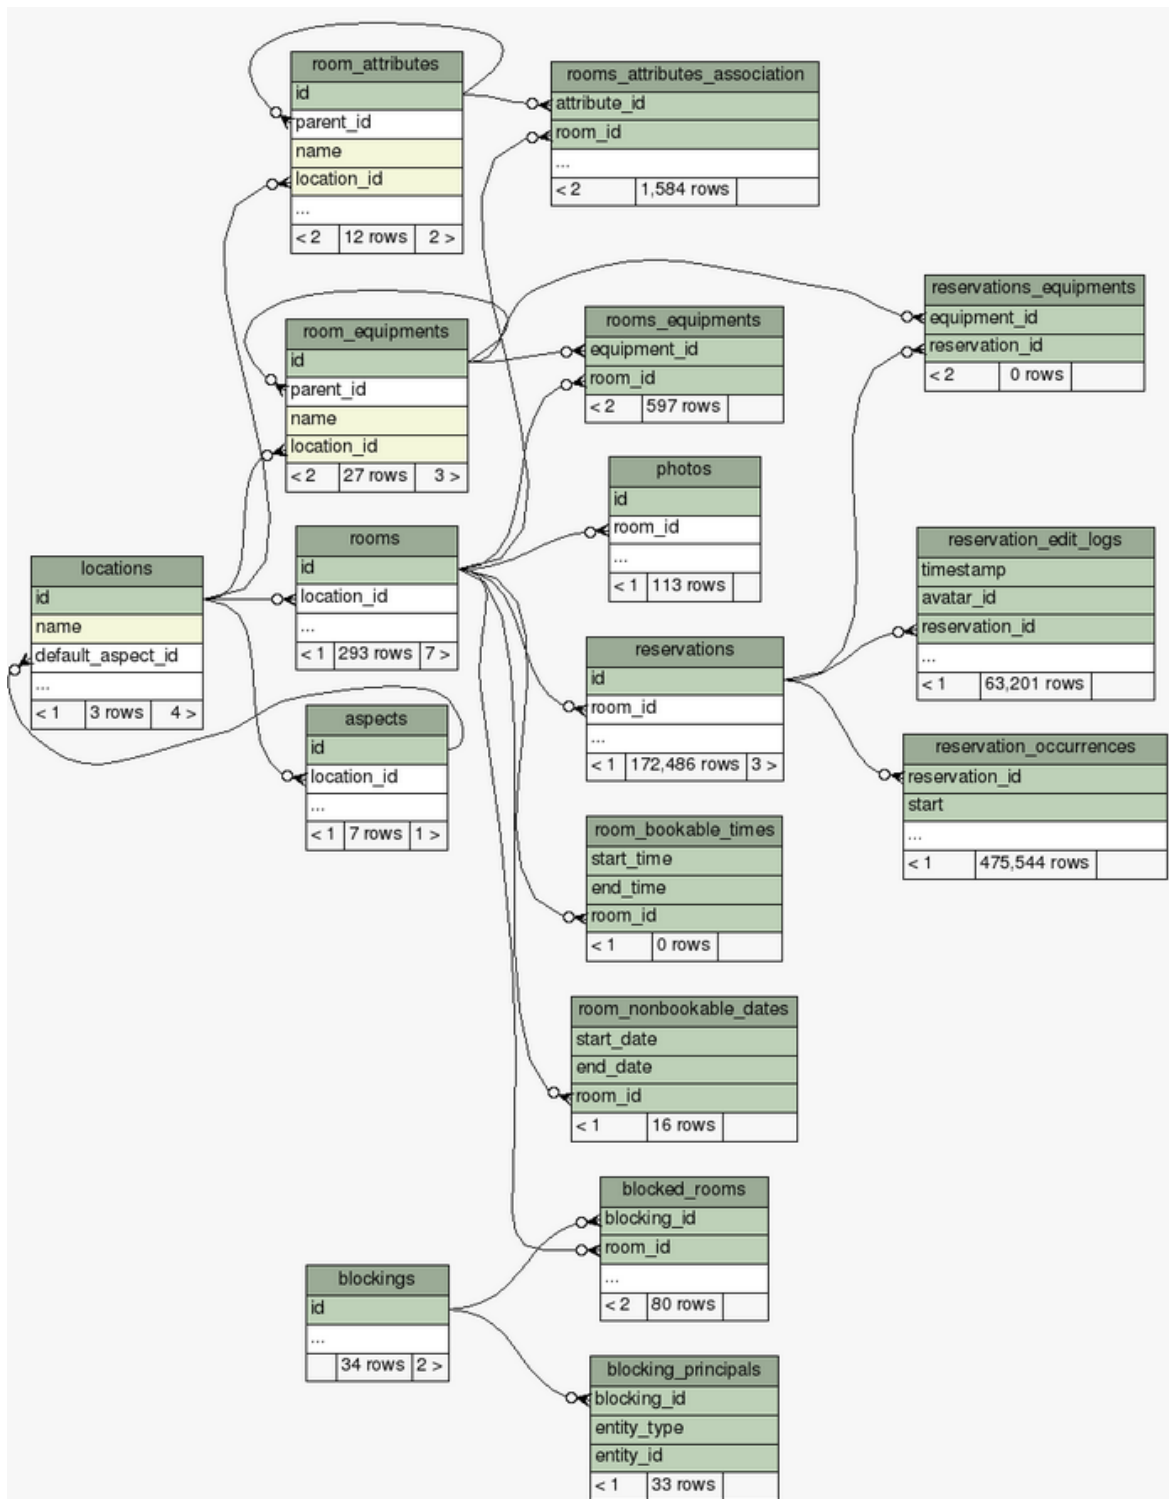 room_attributes
id
parent_id
name
location_id
...
< 2 12 rows 2 >
rooms_attributes_association
attribute_id
room_id
...
< 2 1,584 rows
reservations_equipments
equipment_id
reservation_id
< 2 0 rows
room_equipments
id
parent_id
name
location_id
< 2 27 rows 3 >
rooms_equipments
equipment_id
room_id
< 2 597 rows
photos
id
room_id
...
< 1 113 rows
rooms
id
location_id
...
< 1 293 rows 7 >
reservation_edit_logs
timestamp
avatar_id
reservation_id
...
< 1 63,201 rows
locations
id
name
default_aspect_id
...
< 1 3 rows 4 >
reservations
id
room_id
...
< 1 172,486 rows 3 >
aspects
id
location_id
...
< 1 7 rows 1 >
reservation_occurrences
reservation_id
start
...
< 1 475,544 rows
room_bookable_times
start_time
end_time
room_id
< 1 0 rows
room_nonbookable_dates
start_date
end_date
room_id
< 1 16 rows
blocked_rooms
blocking_id
room_id
...
< 2 80 rows
blockings
id
...
34 rows 2 >
blocking_principals
blocking_id
entity_type
entity_id
< 1 33 rows